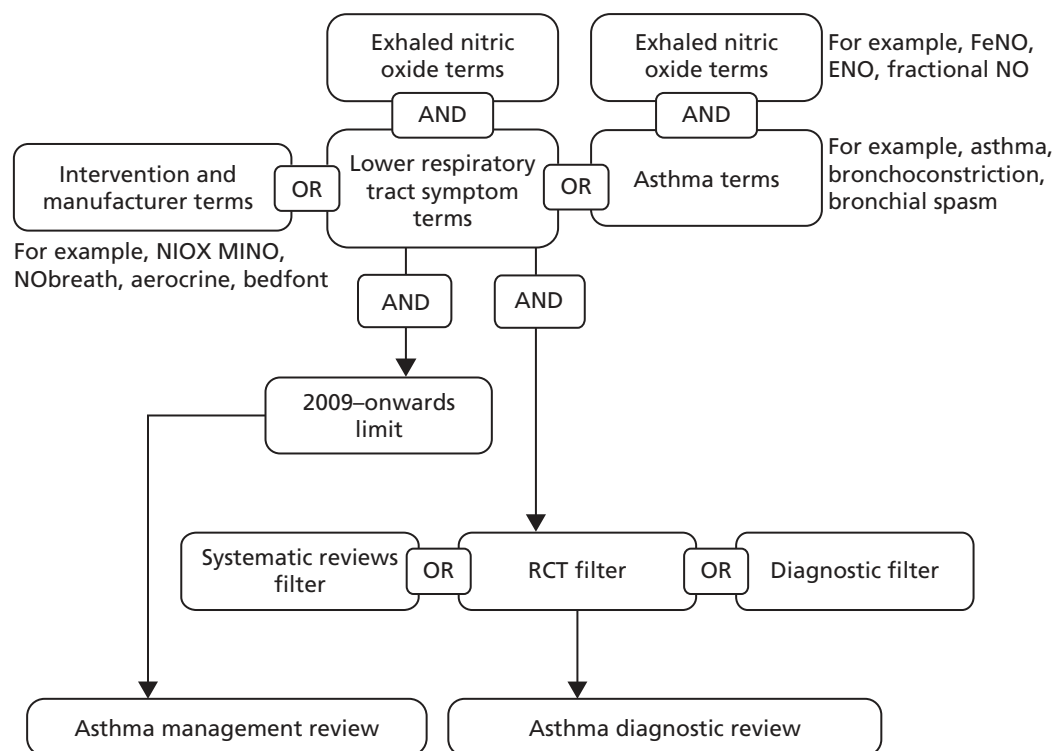 Exhaled nitric
oxide terms
Exhaled nitric
oxide terms
For example, FeNO,
ENO, fractional NO
AND
AND
Intervention and
manufacturer terms
OR
Lower respiratory
tract symptom
terms
OR
Asthma terms
For example, asthma,
bronchoconstriction,
bronchial spasm
For example, NIOX MINO,
NObreath, aerocrine, bedfont
AND
AND
2009–onwards
limit
Systematic reviews
filter
OR
RCT filter
OR
Diagnostic filter
Asthma management review
Asthma diagnostic review